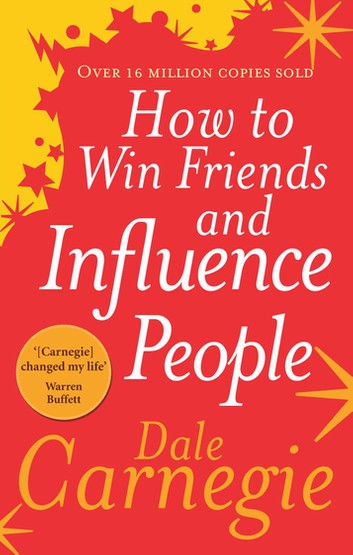 OVER 16 MILLION COPIES SOLD
How to
Win Friends
and
Influence
People
‘[Carnegie]
changed my life’
Warren
Buffett
Dale
Carnegie